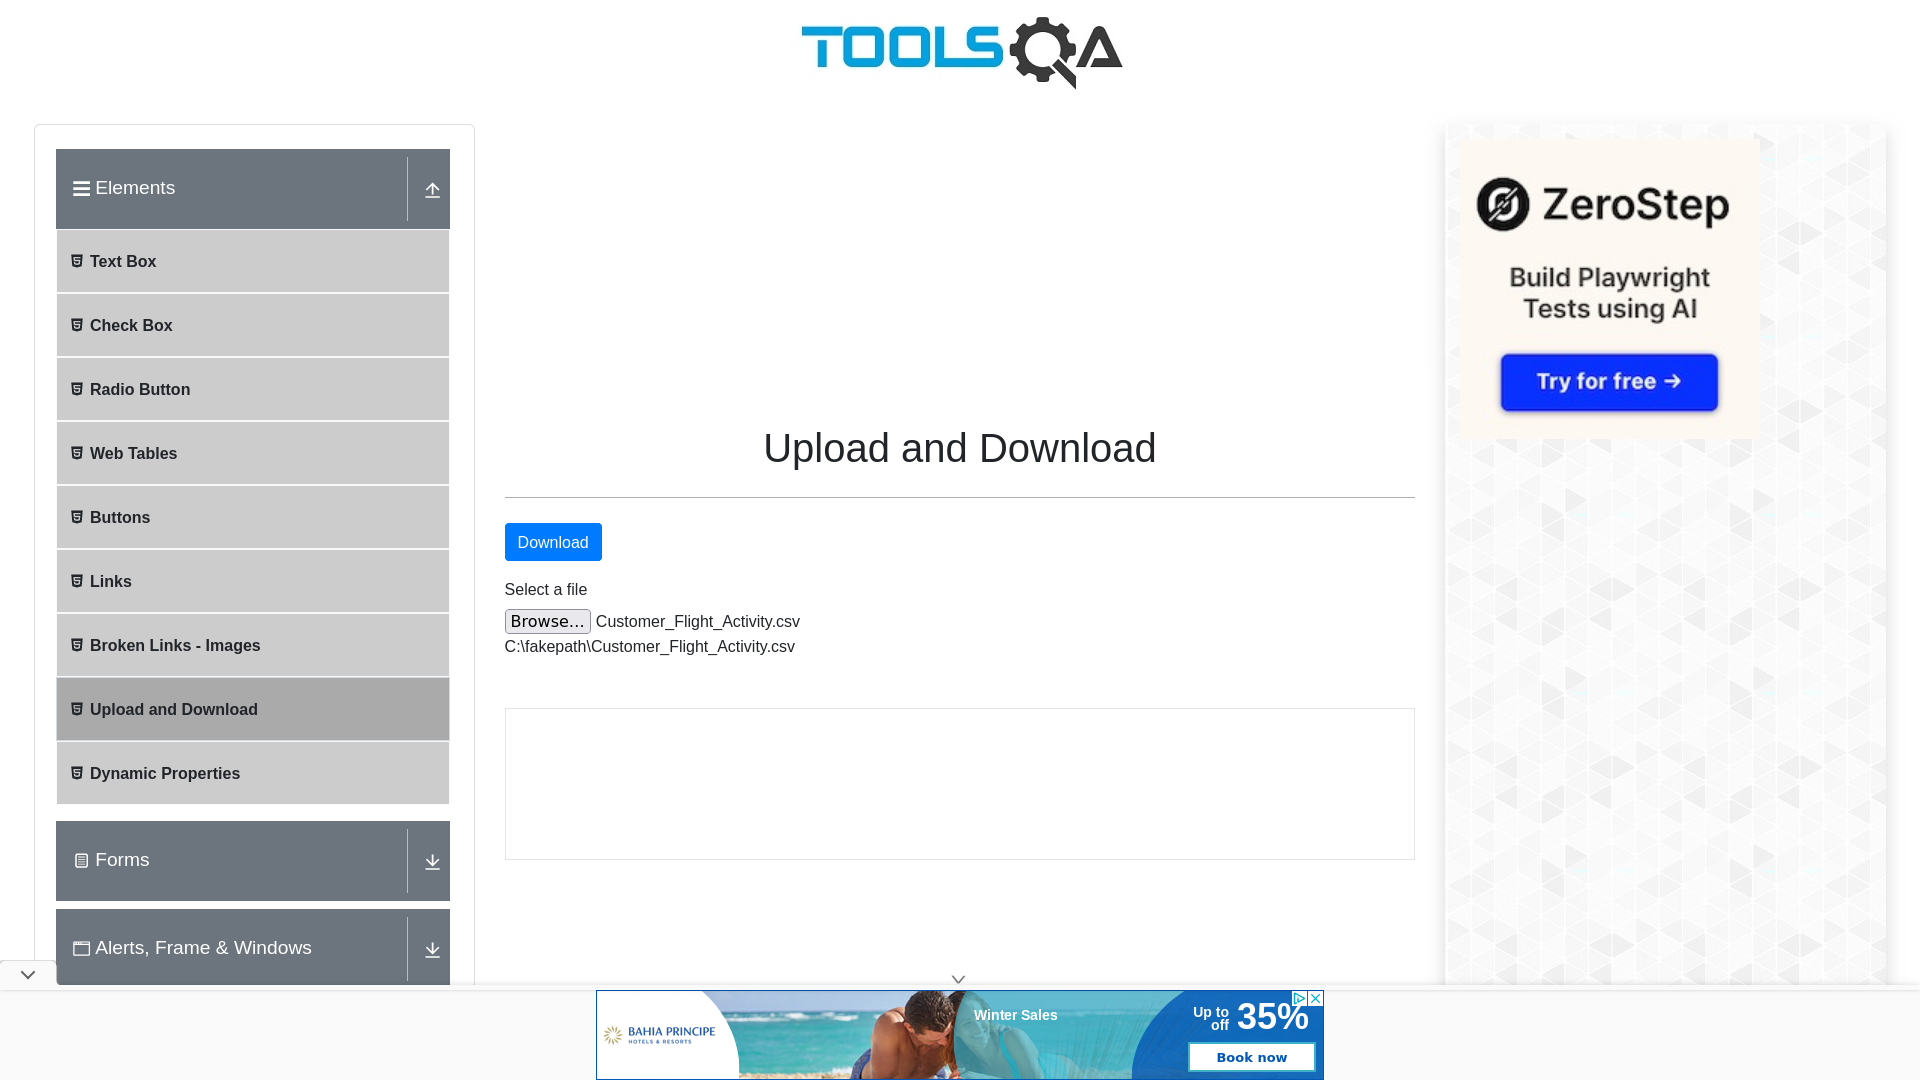 TOOLSQA
Elements
Text Box
Check Box
Radio Button
Web Tables
Buttons
Links
Broken Links - Images
Upload and Download
Dynamic Properties
Forms
Alerts, Frame & Windows
Upload and Download
Download
Select a file
Browse... Customer_Flight_Activity.csv
C:\fakepath\Customer_Flight_Activity.csv
ZeroStep
Build Playwright
Tests using AI
Try for free →
BAHIA PRINCIPE
HOTELS & RESORTS
Winter Sales
Up to
off 35%
Book now